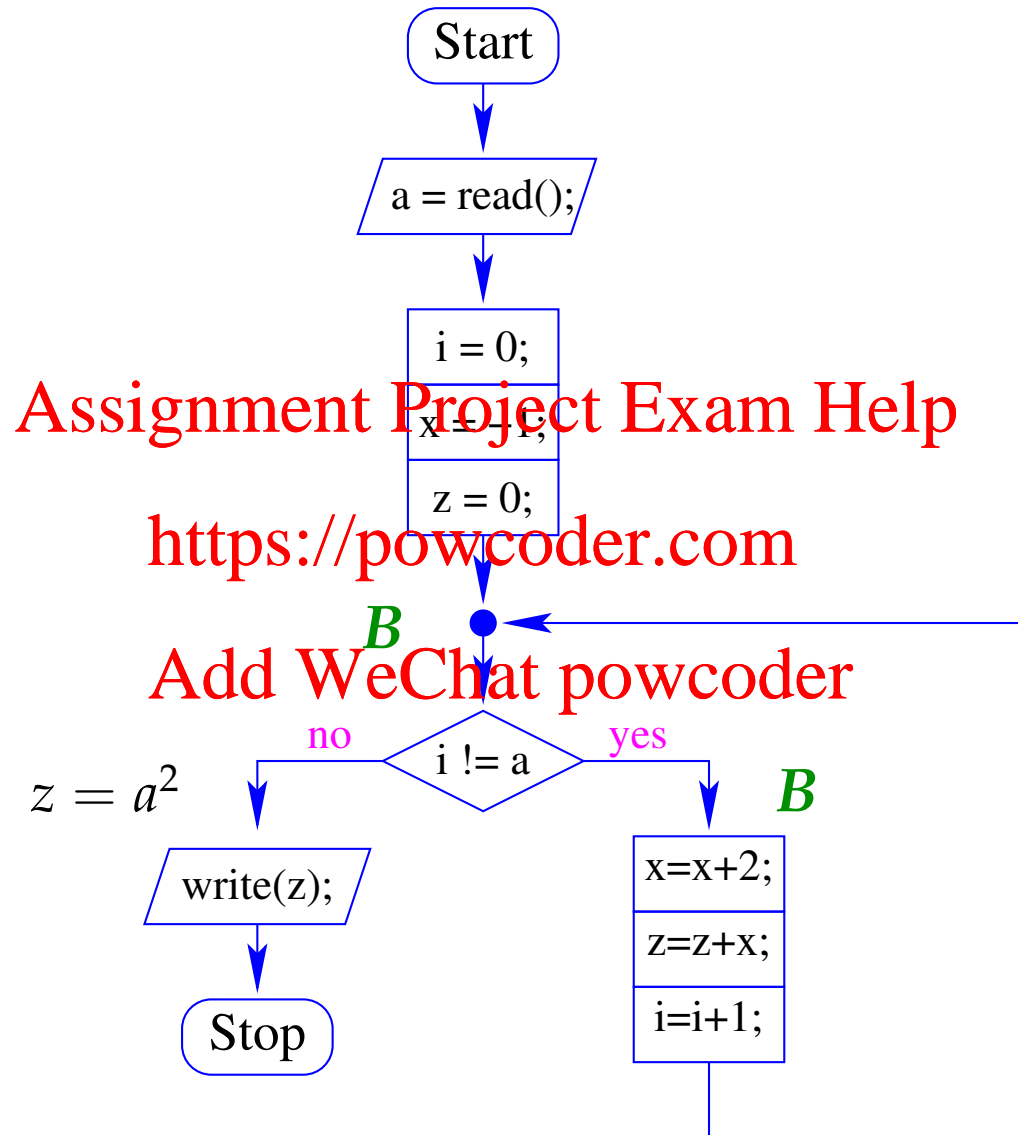 Start
a = read();
i = 0;
Assignment Project Exam Help
x = −1;
z = 0;
https://powcoder.com
B
Add WeChat powcoder
no
yes
i != a
z = a²
B
x=x+2;
write(z);
z=z+x;
i=i+1;
Stop